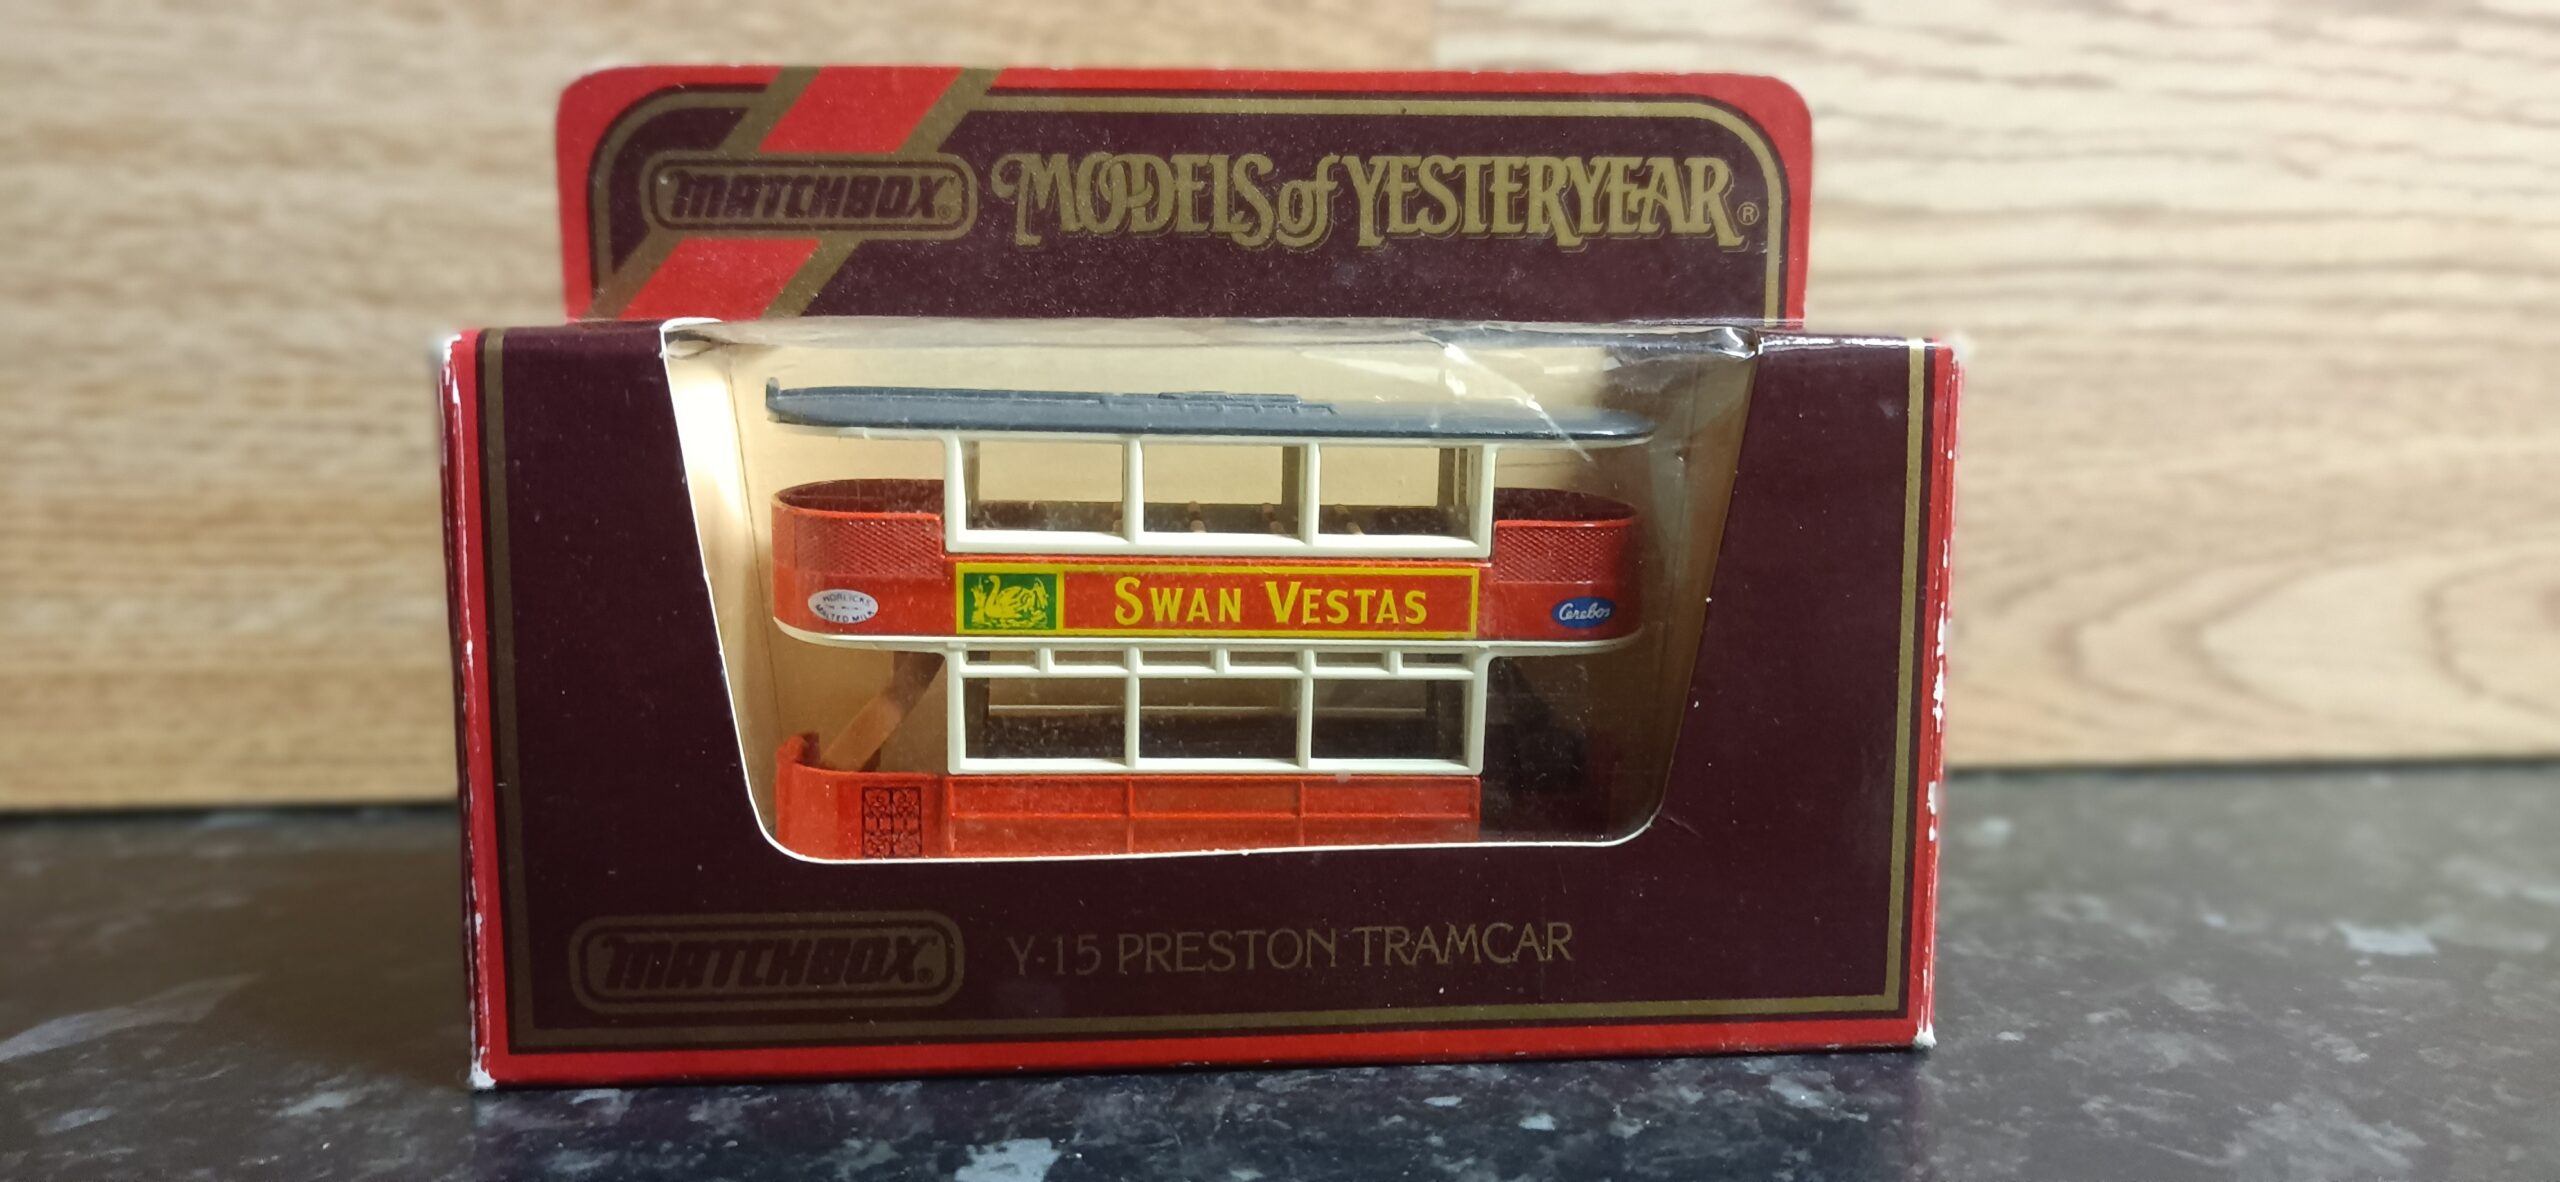 MATCHBOX®
MODELS of YESTERYEAR®
HORLICKS
MALTED MILK
SWAN VESTAS
Cerebos
MATCHBOX®
Y-15 PRESTON TRAMCAR